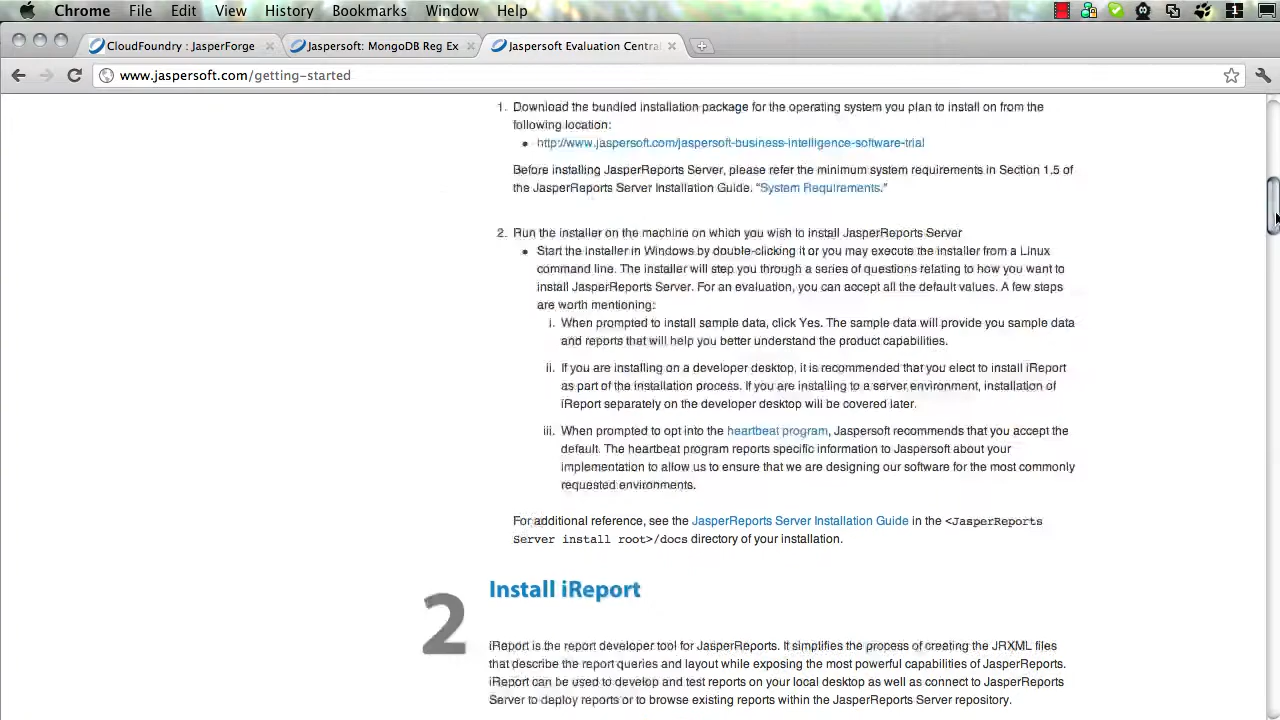 Chrome File Edit View History Bookmarks Window Help
CloudFoundry : JasperForge
Jaspersoft: MongoDB Reg Ex
Jaspersoft Evaluation Central
www.jaspersoft.com/getting-started
1. Download the bundled installation package for the operating system you plan to install on from the
following location:
• http://www.jaspersoft.com/jaspersoft-business-intelligence-software-trial
Before installing JasperReports Server, please refer the minimum system requirements in Section 1.5 of
the JasperReports Server Installation Guide. “System Requirements.”
2. Run the installer on the machine on which you wish to install JasperReports Server
• Start the installer in Windows by double-clicking it or you may execute the installer from a Linux
command line. The installer will step you through a series of questions relating to how you want to
install JasperReports Server. For an evaluation, you can accept all the default values. A few steps
are worth mentioning:
i. When prompted to install sample data, click Yes. The sample data will provide you sample data
and reports that will help you better understand the product capabilities.
ii. If you are installing on a developer desktop, it is recommended that you elect to install iReport
as part of the installation process. If you are installing to a server environment, installation of
iReport separately on the developer desktop will be covered later.
iii. When prompted to opt into the heartbeat program, Jaspersoft recommends that you accept the
default. The heartbeat program reports specific information to Jaspersoft about your
implementation to allow us to ensure that we are designing our software for the most commonly
requested environments.
For additional reference, see the JasperReports Server Installation Guide in the <JasperReports
Server install root>/docs directory of your installation.
2 Install iReport
iReport is the report developer tool for JasperReports. It simplifies the process of creating the JRXML files
that describe the report queries and layout while exposing the most powerful capabilities of JasperReports.
iReport can be used to develop and test reports on your local desktop as well as connect to JasperReports
Server to deploy reports or to browse existing reports within the JasperReports Server repository.